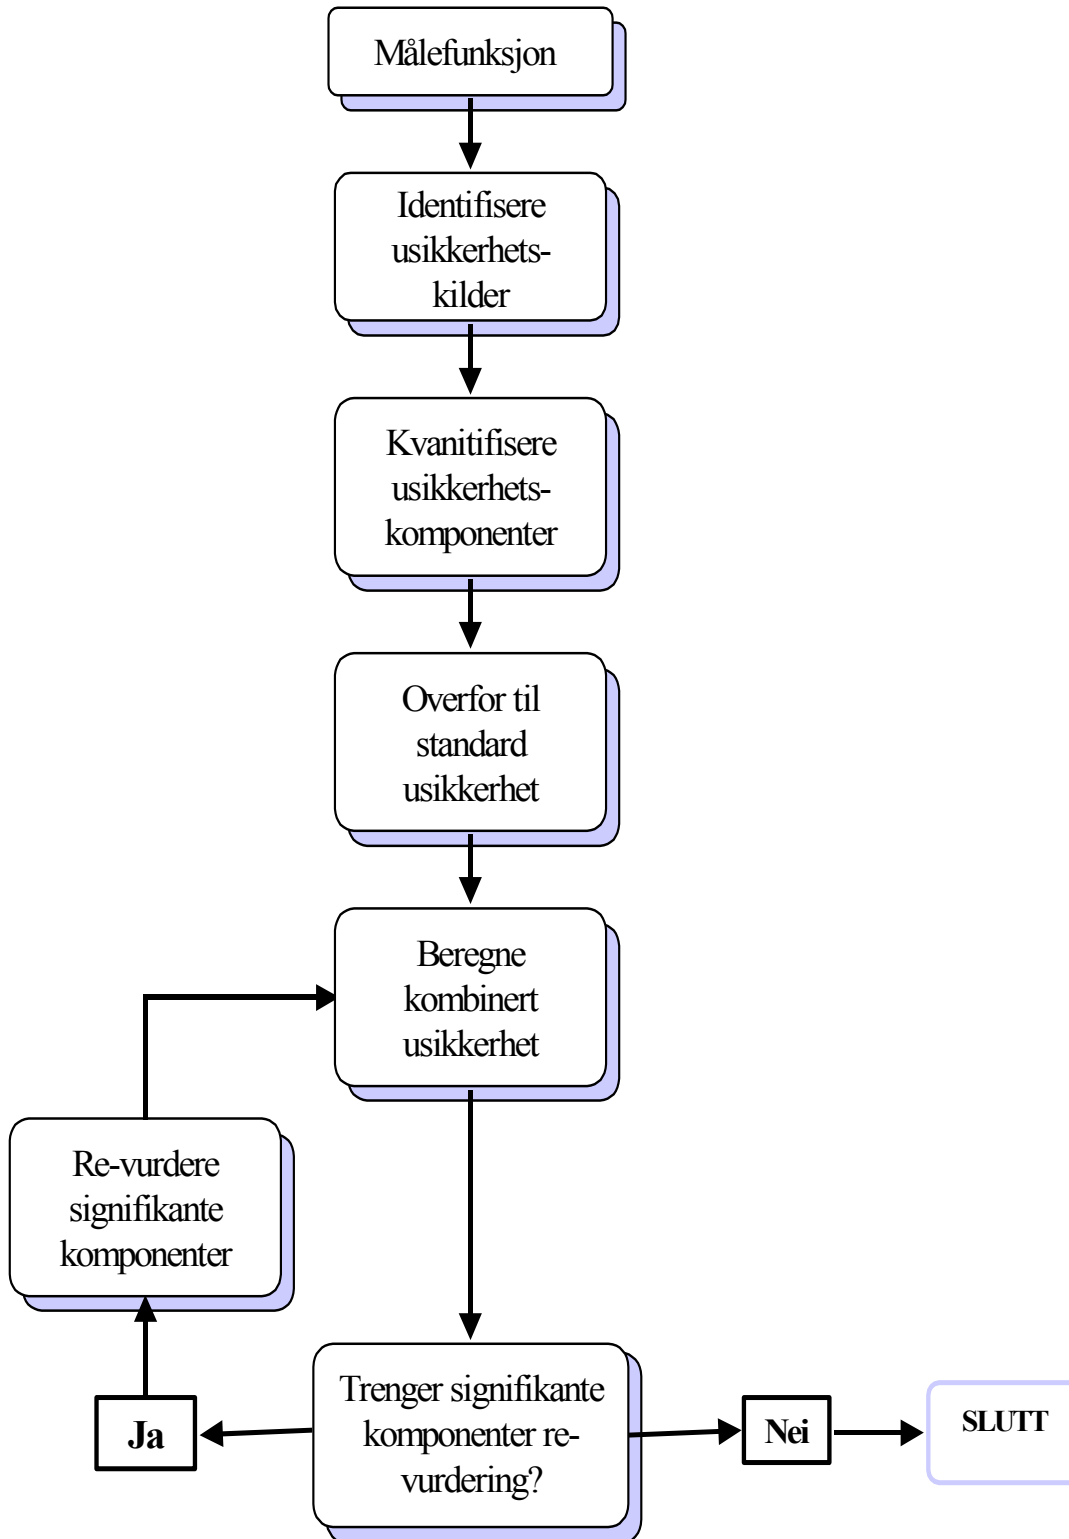 Målefunksjon
Identifisere
usikkerhets-
kilder
Kvanitifisere
usikkerhets-
komponenter
Overfor til
standard
usikkerhet
Beregne
kombinert
usikkerhet
Re-vurdere
signifikante
komponenter
Trenger signifikante
komponenter re-
vurdering?
Ja
Nei
SLUTT